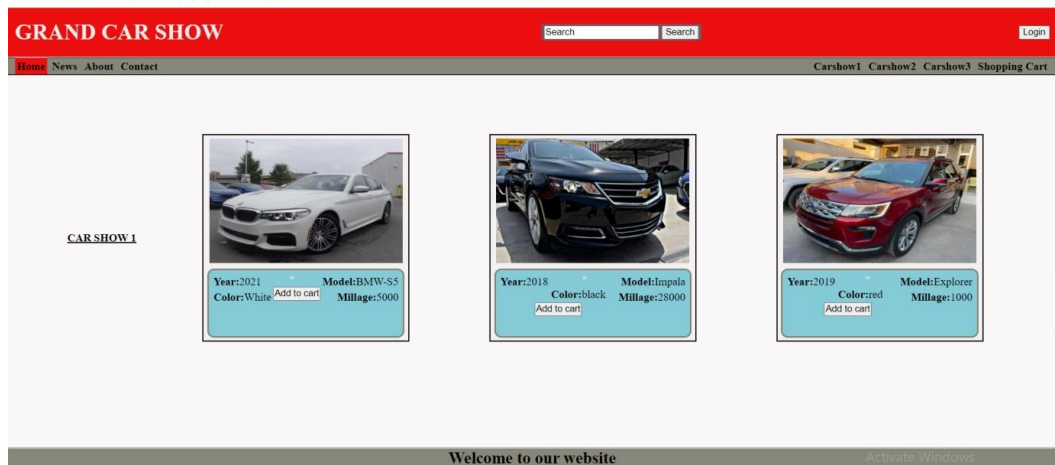 GRAND CAR SHOW
Search Search
Login
Home News About Contact
Carshow1 Carshow2 Carshow3 Shopping Cart
CAR SHOW 1
Year:2021 " Model:BMW-S5
Color:White Add to cart Millage:5000
Year:2018 " Model:Impala
Color:black Millage:28000
Add to cart
Year:2019 " Model:Explorer
Color:red Millage:1000
Add to cart
Welcome to our website
Activate Windows